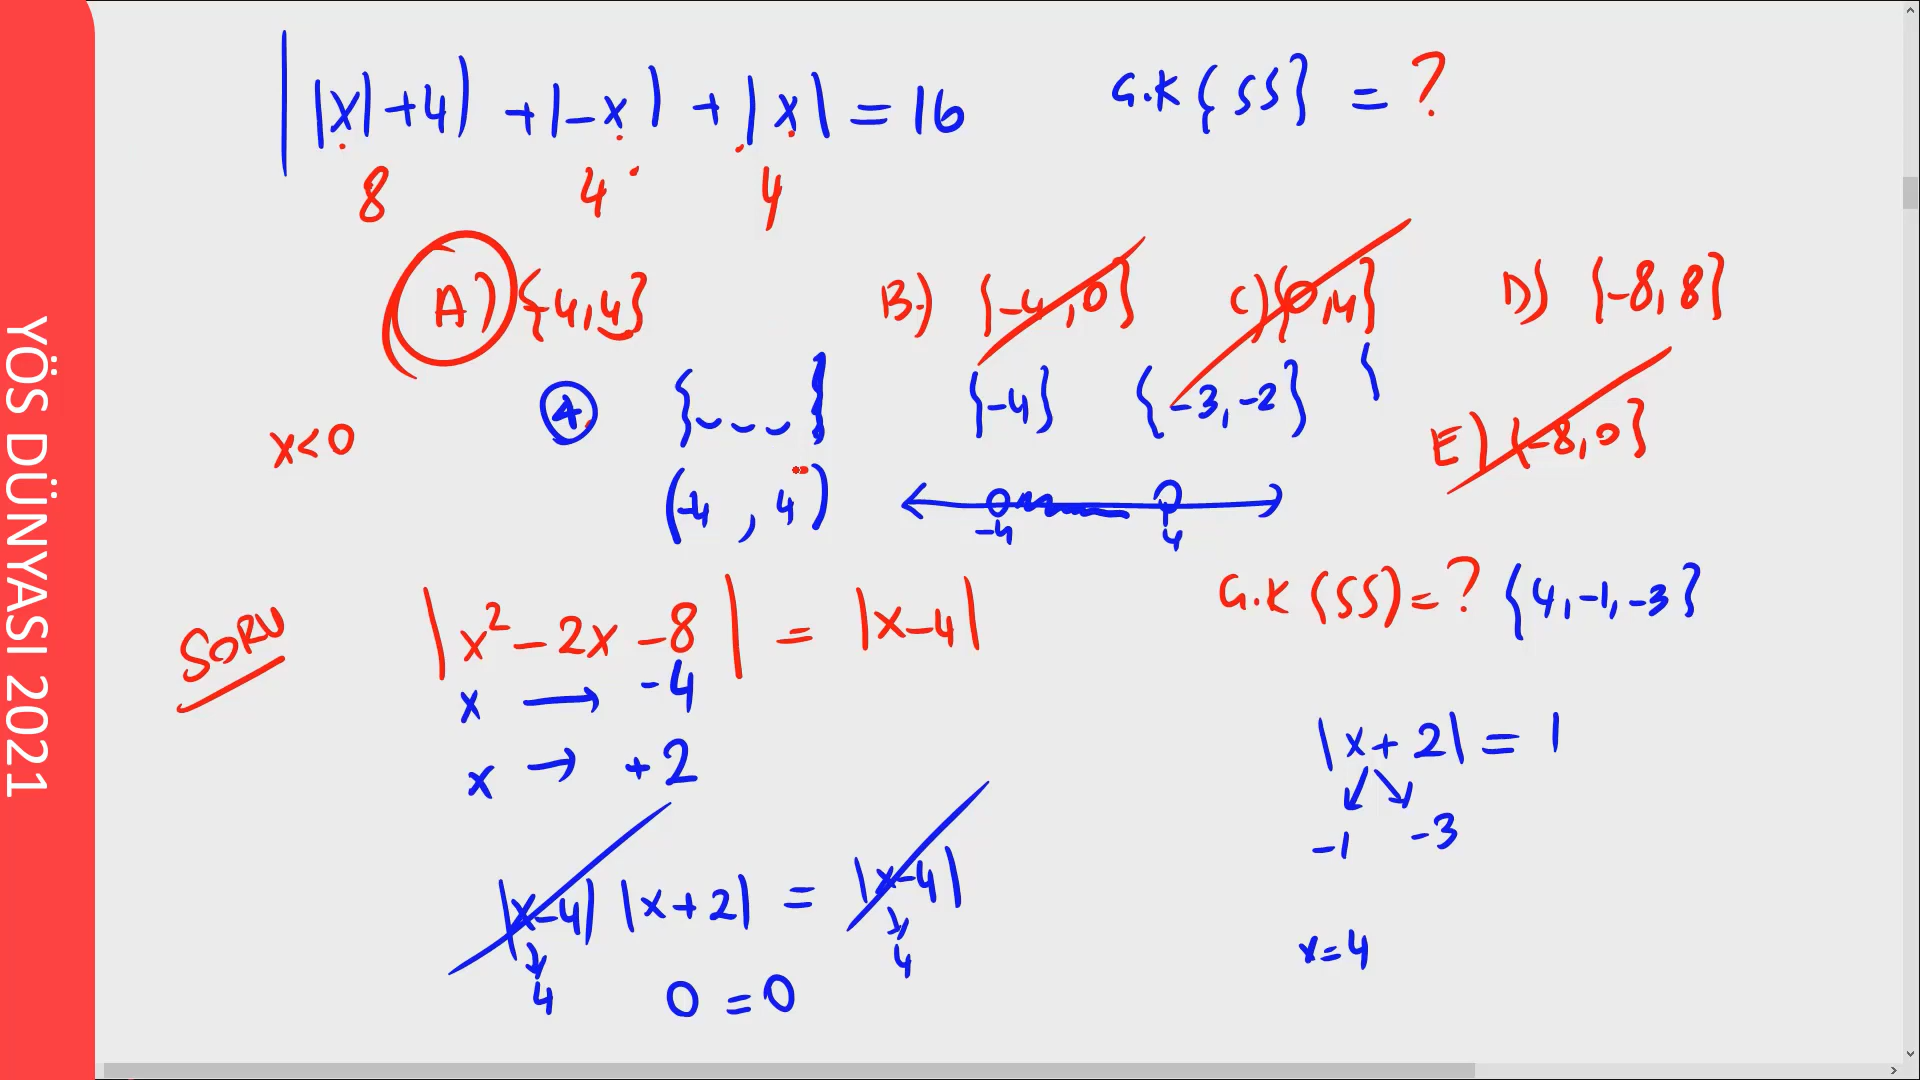 ||x|+4| + |-x| + |x| = 16
G.K {SS} = ?
8 4 4
A) {-4,4} B.) {-4,0} C) {0,4} D) {-8,8}
E) {-8,0}
x<0
4 {... } {-4} {-3,-2} {
(-4 , 4)
-4 4
SORU
|x² - 2x - 8| = |x-4|
G.K (SS) = ? {4,-1,-3}
x → -4
x → +2
|x+2| = 1
-1 -3
|x-4| |x+2| = |x-4|
4 4
x=4
0 = 0
YÖS DÜNYASI 2021